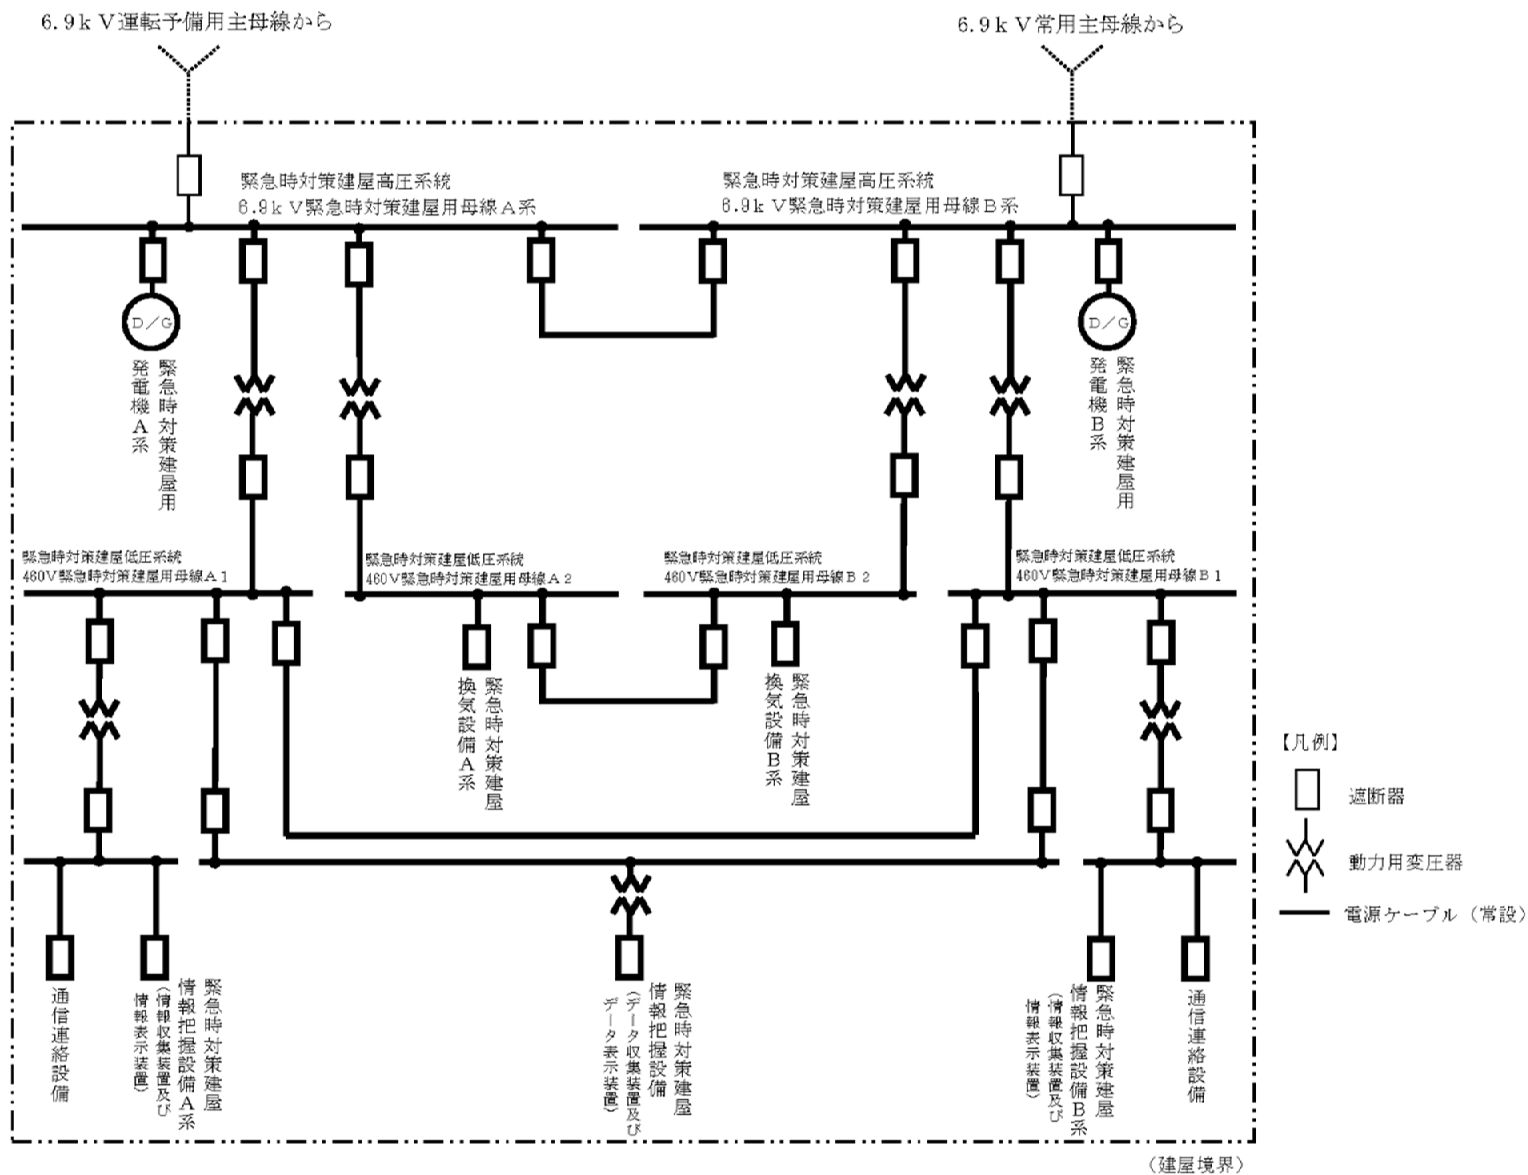 6.9kV運転予備用主母線から
6.9kV常用主母線から
緊急時対策建屋高圧系統
6.9kV緊急時対策建屋用母線A系
緊急時対策建屋高圧系統
6.9kV緊急時対策建屋用母線B系
D/G
D/G
緊急時対策建屋用
発電機A系
緊急時対策建屋用
発電機B系
緊急時対策建屋低圧系統
460V緊急時対策建屋用母線A1
緊急時対策建屋低圧系統
460V緊急時対策建屋用母線A2
緊急時対策建屋低圧系統
460V緊急時対策建屋用母線B2
緊急時対策建屋低圧系統
460V緊急時対策建屋用母線B1
緊急時対策建屋
換気設備A系
緊急時対策建屋
換気設備B系
【凡例】
遮断器
動力用変圧器
電源ケーブル（常設）
通信連絡設備
緊急時対策建屋
情報把握設備A系
（情報収集装置及び
情報表示装置）
緊急時対策建屋
情報把握設備
（データ収集装置及び
データ表示装置）
緊急時対策建屋
情報把握設備B系
（情報収集装置及び
情報表示装置）
通信連絡設備
（建屋境界）